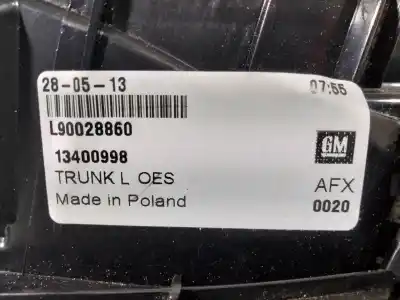 28-05-13 07:55
L90028860
13400998 GM
TRUNK L OES AFX
Made in Poland 0020